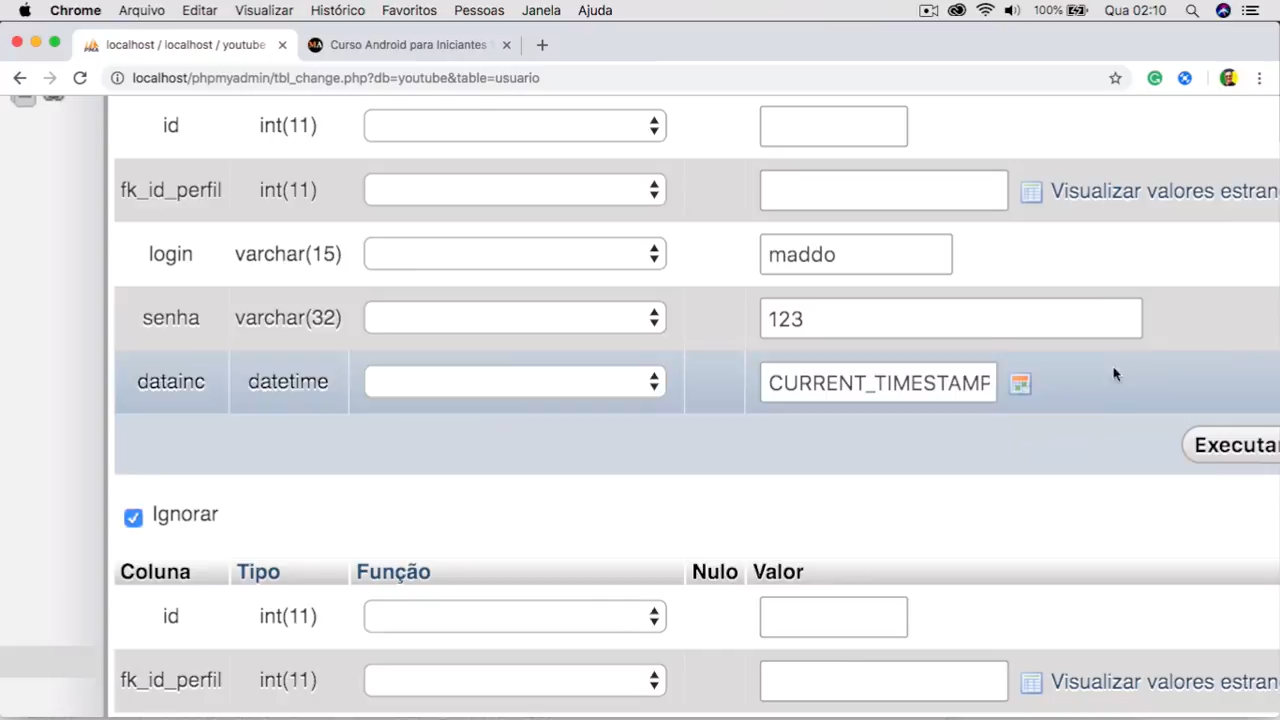 Chrome Arquivo Editar Visualizar Histórico Favoritos Pessoas Janela Ajuda 100% Qua 02:10
localhost / localhost / youtube Curso Android para Iniciantes
localhost/phpmyadmin/tbl_change.php?db=youtube&table=usuario
id int(11)
fk_id_perfil int(11) Visualizar valores estran
login varchar(15) maddo
senha varchar(32) 123
datainc datetime CURRENT_TIMESTAMP
Executar
Ignorar
Coluna Tipo Função Nulo Valor
id int(11)
fk_id_perfil int(11) Visualizar valores estran